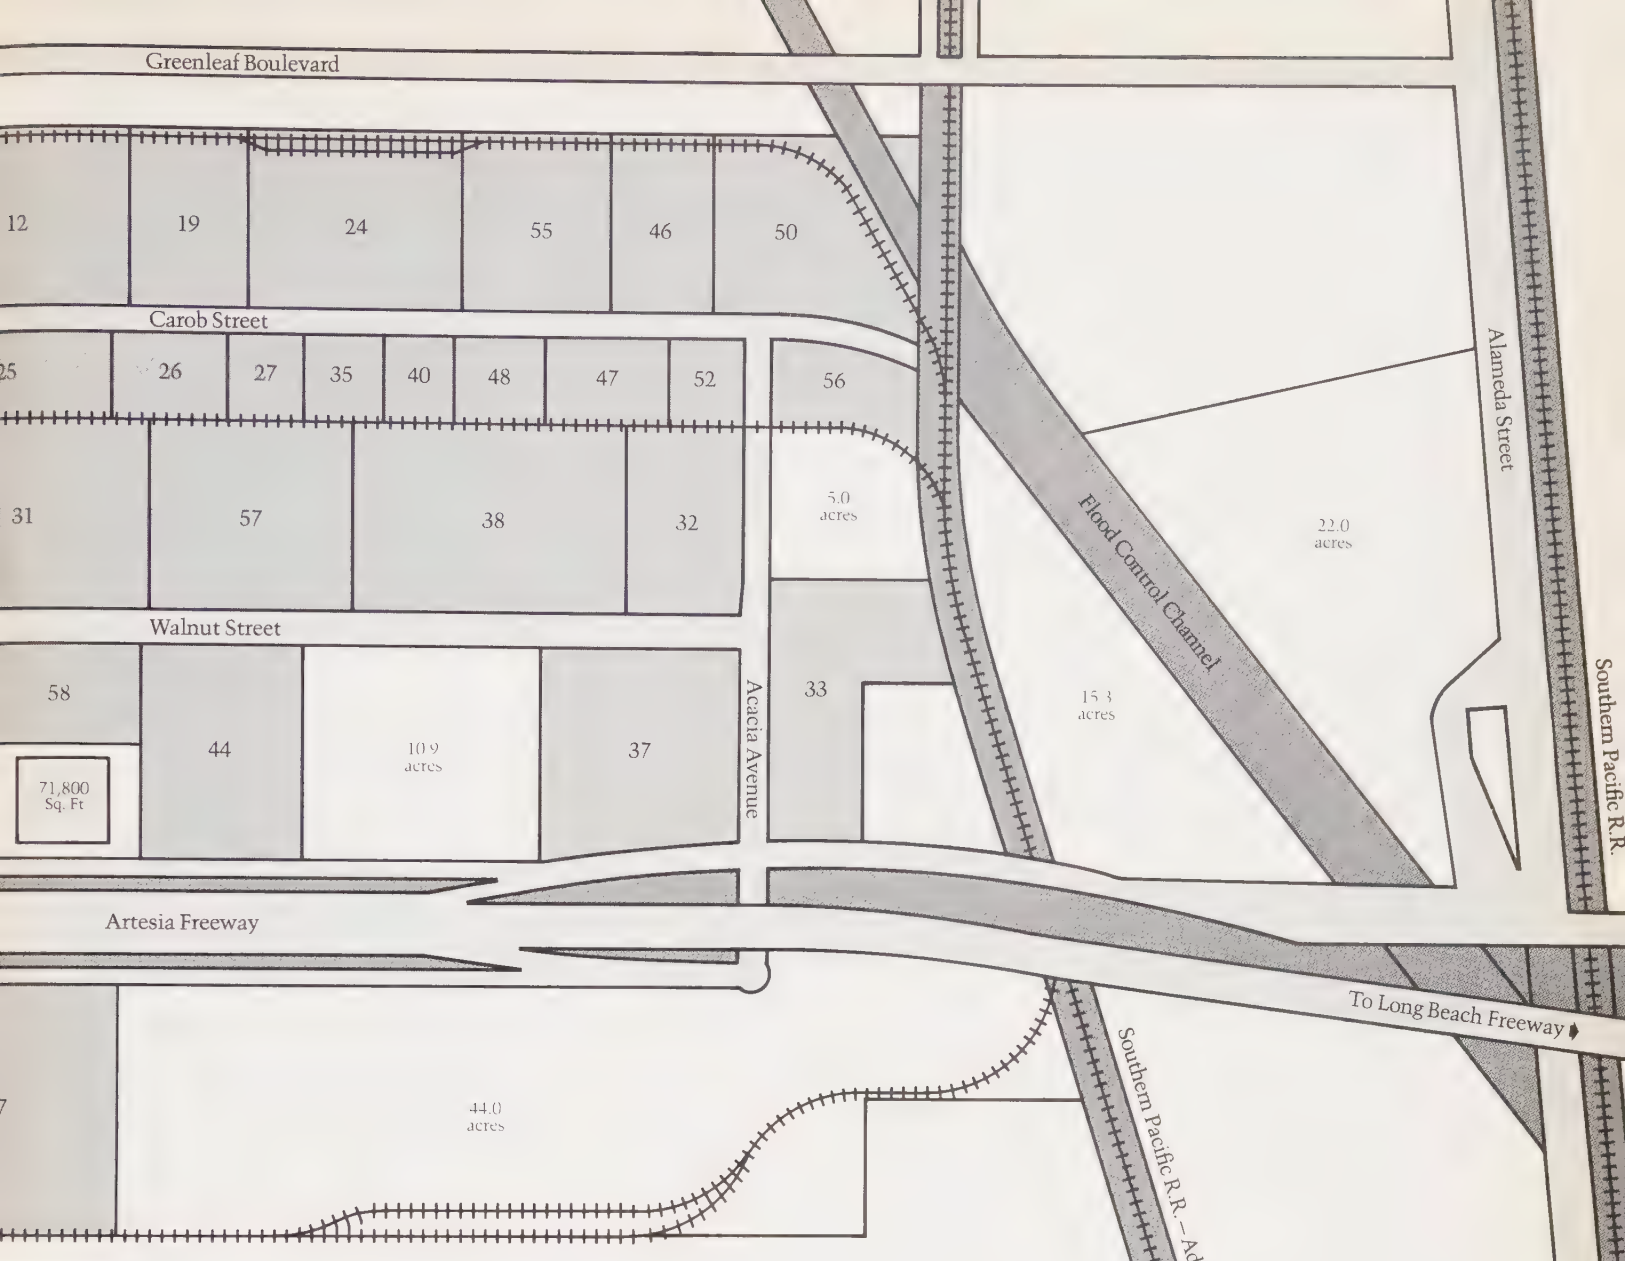 Greenleaf Boulevard
12
19
24
55
46
50
Carob Street
25
26
27
35
40
48
47
52
56
Alameda Street
31
57
38
32
5.0
acres
22.0
acres
Flood Control Channel
Walnut Street
58
44
10.9
acres
37
Acacia Avenue
33
15.3
acres
Southern Pacific R.R.
71,800
Sq. Ft
Artesia Freeway
To Long Beach Freeway
Southern Pacific R.R. – Ad
7
44.0
acres